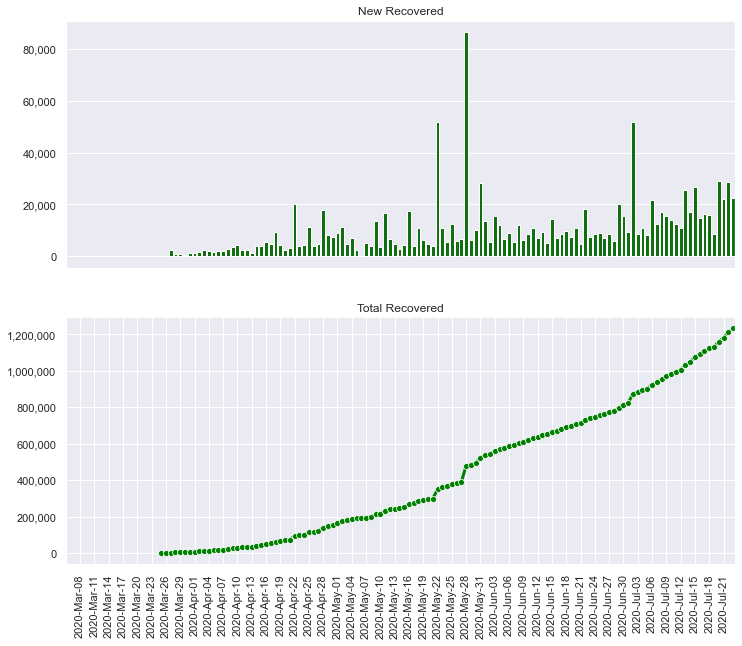 New Recovered
80,000
60,000
40,000
20,000
0
Total Recovered
1,200,000
1,000,000
800,000
600,000
400,000
200,000
0
2020-Mar-08
2020-Mar-11
2020-Mar-14
2020-Mar-17
2020-Mar-20
2020-Mar-23
2020-Mar-26
2020-Mar-29
2020-Apr-01
2020-Apr-04
2020-Apr-07
2020-Apr-10
2020-Apr-13
2020-Apr-16
2020-Apr-19
2020-Apr-22
2020-Apr-25
2020-Apr-28
2020-May-01
2020-May-04
2020-May-07
2020-May-10
2020-May-13
2020-May-16
2020-May-19
2020-May-22
2020-May-25
2020-May-28
2020-May-31
2020-Jun-03
2020-Jun-06
2020-Jun-09
2020-Jun-12
2020-Jun-15
2020-Jun-18
2020-Jun-21
2020-Jun-24
2020-Jun-27
2020-Jun-30
2020-Jul-03
2020-Jul-06
2020-Jul-09
2020-Jul-12
2020-Jul-15
2020-Jul-18
2020-Jul-21